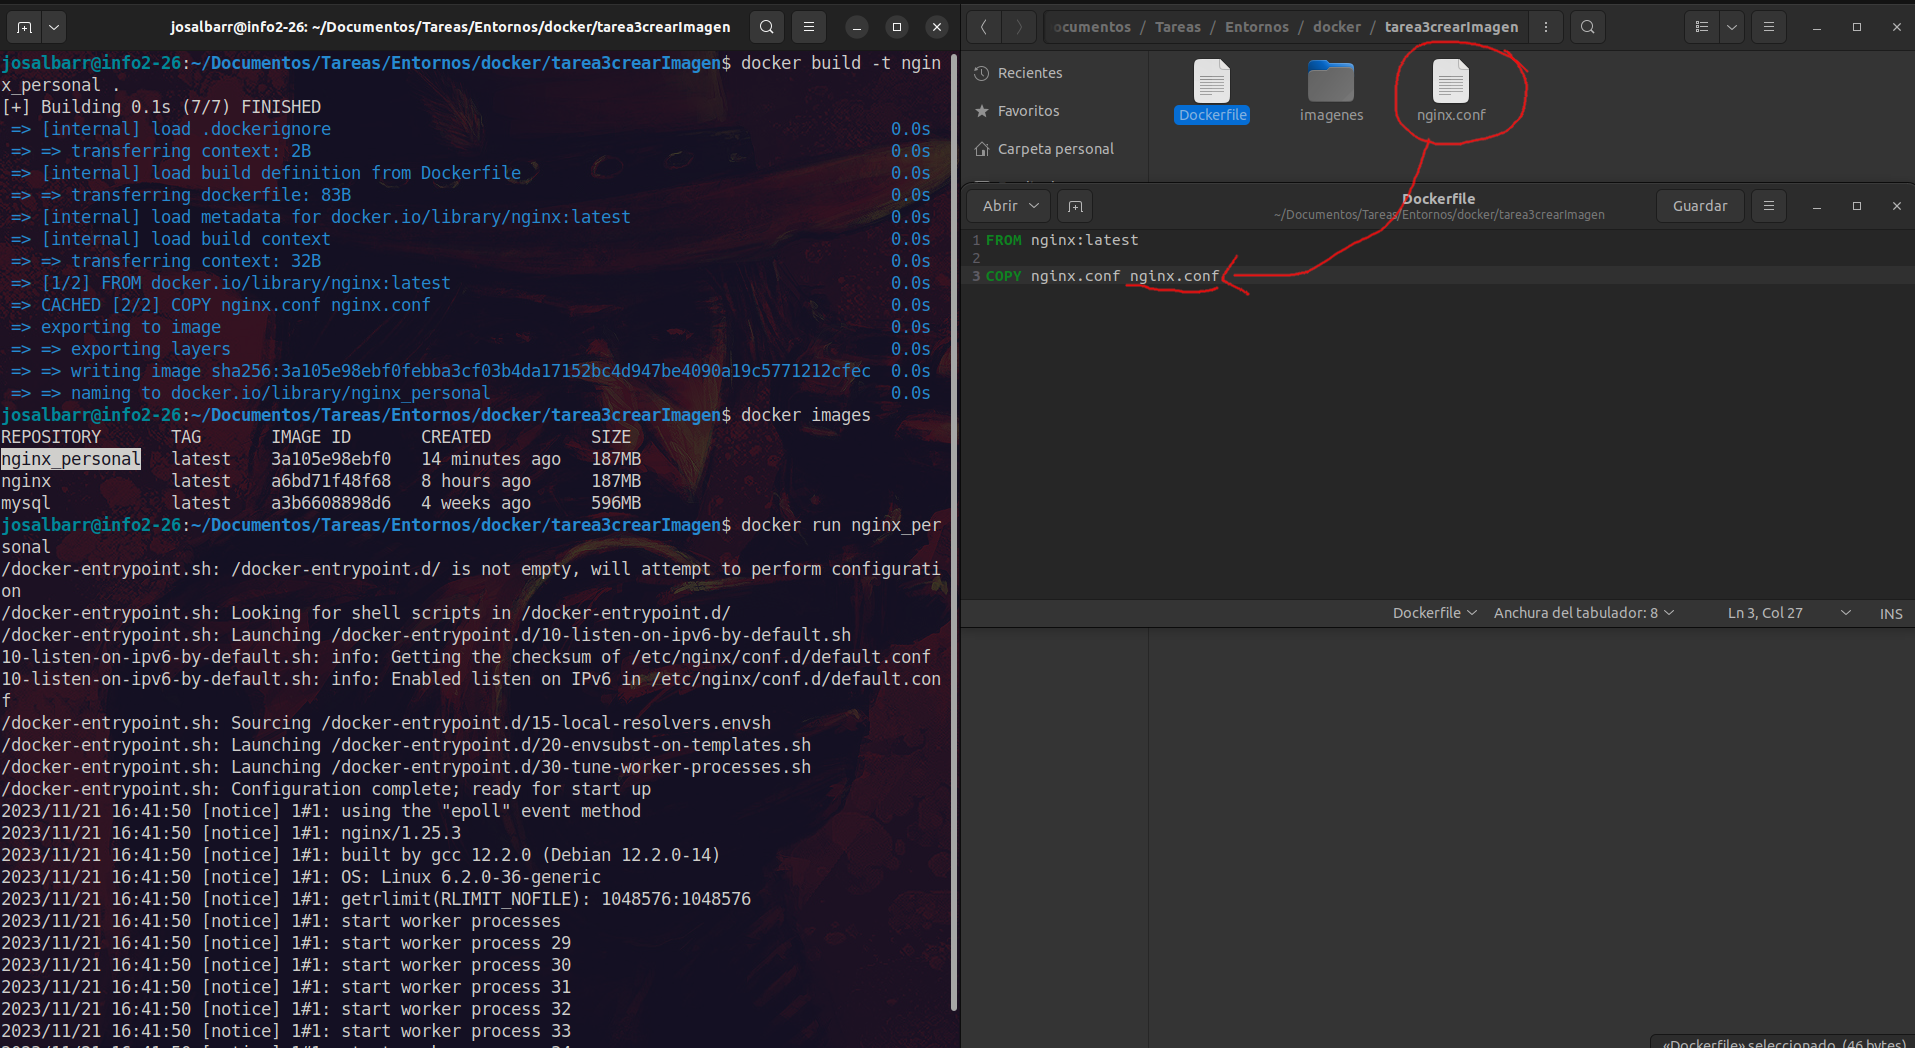 josalbarr@info2-26: ~/Documentos/Tareas/Entornos/docker/tarea3crearImagen
josalbarr@info2-26:~/Documentos/Tareas/Entornos/docker/tarea3crearImagen$ docker build -t ngin
x_personal .
[+] Building 0.1s (7/7) FINISHED
=> [internal] load .dockerignore 0.0s
=> => transferring context: 2B 0.0s
=> [internal] load build definition from Dockerfile 0.0s
=> => transferring dockerfile: 83B 0.0s
=> [internal] load metadata for docker.io/library/nginx:latest 0.0s
=> [internal] load build context 0.0s
=> => transferring context: 32B 0.0s
=> [1/2] FROM docker.io/library/nginx:latest 0.0s
=> CACHED [2/2] COPY nginx.conf nginx.conf 0.0s
=> exporting to image 0.0s
=> => exporting layers 0.0s
=> => writing image sha256:3a105e98ebf0febba3cf03b4da17152bc4d947be4090a19c5771212cfec 0.0s
=> => naming to docker.io/library/nginx_personal 0.0s
josalbarr@info2-26:~/Documentos/Tareas/Entornos/docker/tarea3crearImagen$ docker images
REPOSITORY TAG IMAGE ID CREATED SIZE
nginx_personal latest 3a105e98ebf0 14 minutes ago 187MB
nginx latest a6bd71f48f68 8 hours ago 187MB
mysql latest a3b6608898d6 4 weeks ago 596MB
josalbarr@info2-26:~/Documentos/Tareas/Entornos/docker/tarea3crearImagen$ docker run nginx_per
sonal
/docker-entrypoint.sh: /docker-entrypoint.d/ is not empty, will attempt to perform configurati
on
/docker-entrypoint.sh: Looking for shell scripts in /docker-entrypoint.d/
/docker-entrypoint.sh: Launching /docker-entrypoint.d/10-listen-on-ipv6-by-default.sh
10-listen-on-ipv6-by-default.sh: info: Getting the checksum of /etc/nginx/conf.d/default.conf
10-listen-on-ipv6-by-default.sh: info: Enabled listen on IPv6 in /etc/nginx/conf.d/default.con
f
/docker-entrypoint.sh: Sourcing /docker-entrypoint.d/15-local-resolvers.envsh
/docker-entrypoint.sh: Launching /docker-entrypoint.d/20-envsubst-on-templates.sh
/docker-entrypoint.sh: Launching /docker-entrypoint.d/30-tune-worker-processes.sh
/docker-entrypoint.sh: Configuration complete; ready for start up
2023/11/21 16:41:50 [notice] 1#1: using the "epoll" event method
2023/11/21 16:41:50 [notice] 1#1: nginx/1.25.3
2023/11/21 16:41:50 [notice] 1#1: built by gcc 12.2.0 (Debian 12.2.0-14)
2023/11/21 16:41:50 [notice] 1#1: OS: Linux 6.2.0-36-generic
2023/11/21 16:41:50 [notice] 1#1: getrlimit(RLIMIT_NOFILE): 1048576:1048576
2023/11/21 16:41:50 [notice] 1#1: start worker processes
2023/11/21 16:41:50 [notice] 1#1: start worker process 29
2023/11/21 16:41:50 [notice] 1#1: start worker process 30
2023/11/21 16:41:50 [notice] 1#1: start worker process 31
2023/11/21 16:41:50 [notice] 1#1: start worker process 32
2023/11/21 16:41:50 [notice] 1#1: start worker process 33
ocumentos / Tareas / Entornos / docker / tarea3crearImagen
Recientes
Favoritos
Carpeta personal
Dockerfile
imagenes
nginx.conf
Abrir
Dockerfile
~/Documentos/Tareas/Entornos/docker/tarea3crearImagen
Guardar
1 FROM nginx:latest
2
3 COPY nginx.conf nginx.conf
Dockerfile Anchura del tabulador: 8 Ln 3, Col 27 INS
«Dockerfile» seleccionado (46 bytes)